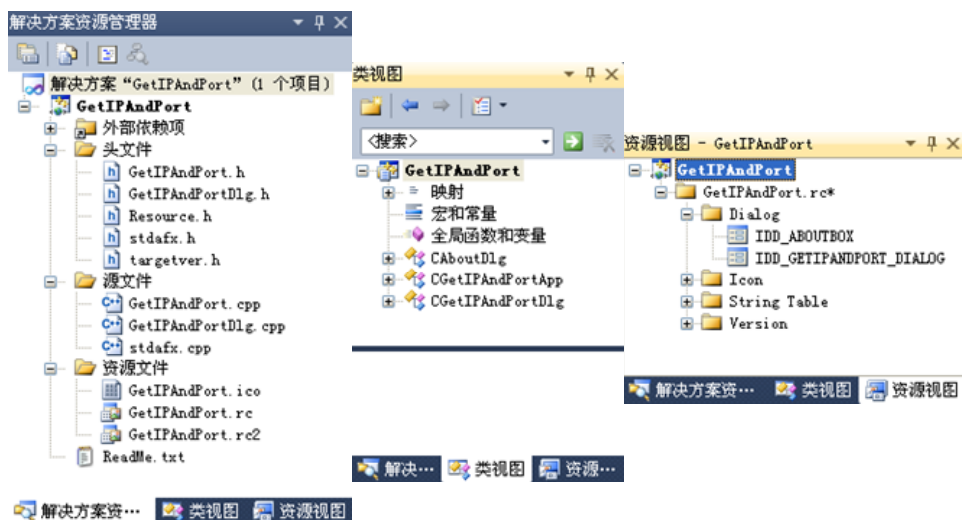 解决方案资源管理器
解决方案“GetIPAndPort”(1 个项目)
GetIPAndPort
外部依赖项
头文件
GetIPAndPort.h
GetIPAndPortDlg.h
Resource.h
stdafx.h
targetver.h
源文件
GetIPAndPort.cpp
GetIPAndPortDlg.cpp
stdafx.cpp
资源文件
GetIPAndPort.ico
GetIPAndPort.rc
GetIPAndPort.rc2
ReadMe.txt
解决方案资… 类视图 资源视图
类视图
<搜索>
GetIPAndPort
映射
宏和常量
全局函数和变量
CAboutDlg
CGetIPAndPortApp
CGetIPAndPortDlg
解决… 类视图 资源…
资源视图 - GetIPAndPort
GetIPAndPort
GetIPAndPort.rc*
Dialog
IDD_ABOUTBOX
IDD_GETIPANDPORT_DIALOG
Icon
String Table
Version
解决方案资… 类视图 资源视图